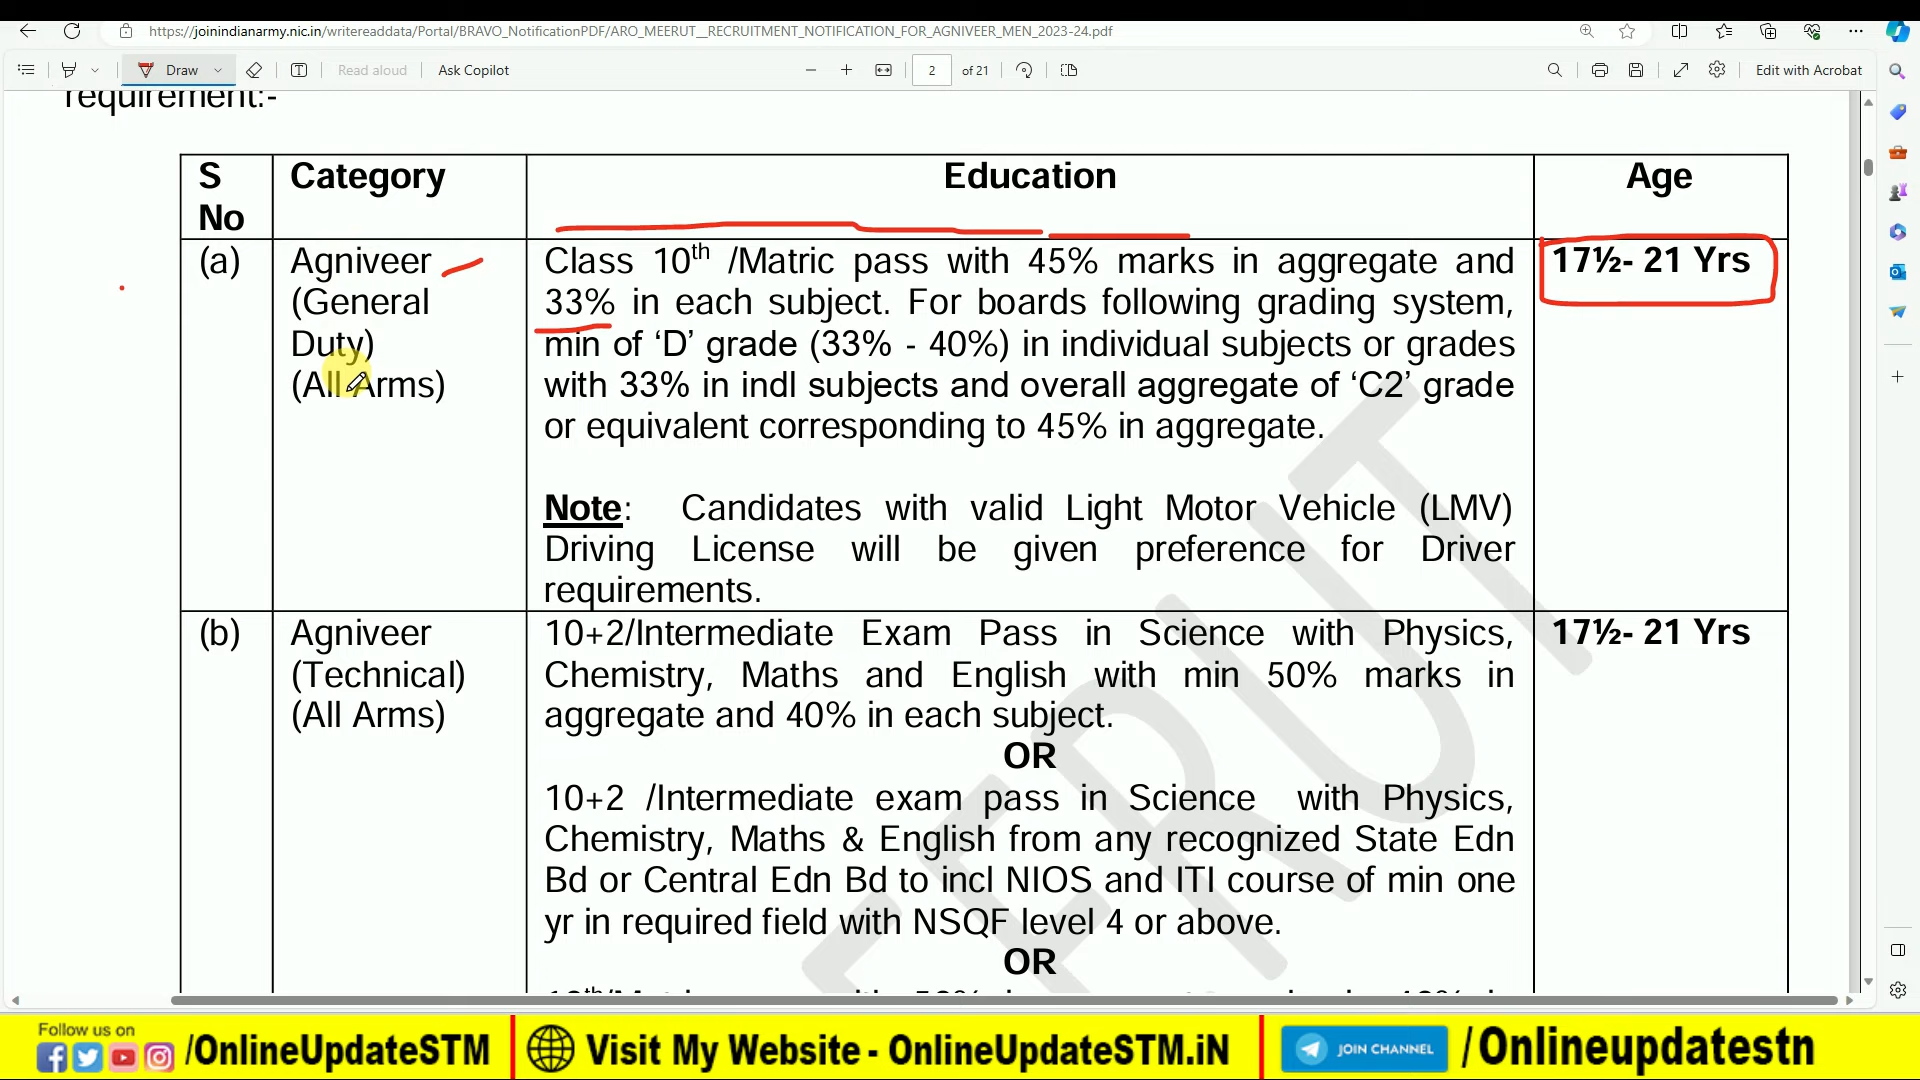 https://joinindianarmy.nic.in/writereaddata/Portal/BRAVO_NotificationPDF/ARO_MEERUT__RECRUITMENT_NOTIFICATION_FOR_AGNIVEER_MEN_2023-24.pdf
Draw
Read aloud
Ask Copilot
2 of 21
Edit with Acrobat
requirement:-
S No
Category
Education
Age
(a)
Agniveer
(General
Duty)
(All Arms)
Class 10th /Matric pass with 45% marks in aggregate and
33% in each subject. For boards following grading system,
min of ‘D’ grade (33% - 40%) in individual subjects or grades
with 33% in indl subjects and overall aggregate of ‘C2’ grade
or equivalent corresponding to 45% in aggregate.
Note: Candidates with valid Light Motor Vehicle (LMV)
Driving License will be given preference for Driver
requirements.
17½- 21 Yrs
(b)
Agniveer
(Technical)
(All Arms)
10+2/Intermediate Exam Pass in Science with Physics,
Chemistry, Maths and English with min 50% marks in
aggregate and 40% in each subject.
OR
10+2 /Intermediate exam pass in Science with Physics,
Chemistry, Maths & English from any recognized State Edn
Bd or Central Edn Bd to incl NIOS and ITI course of min one
yr in required field with NSQF level 4 or above.
OR
17½- 21 Yrs
ERUT
Follow us on
/OnlineUpdateSTM
Visit My Website - OnlineUpdateSTM.iN
JOIN CHANNEL
/Onlineupdatestn